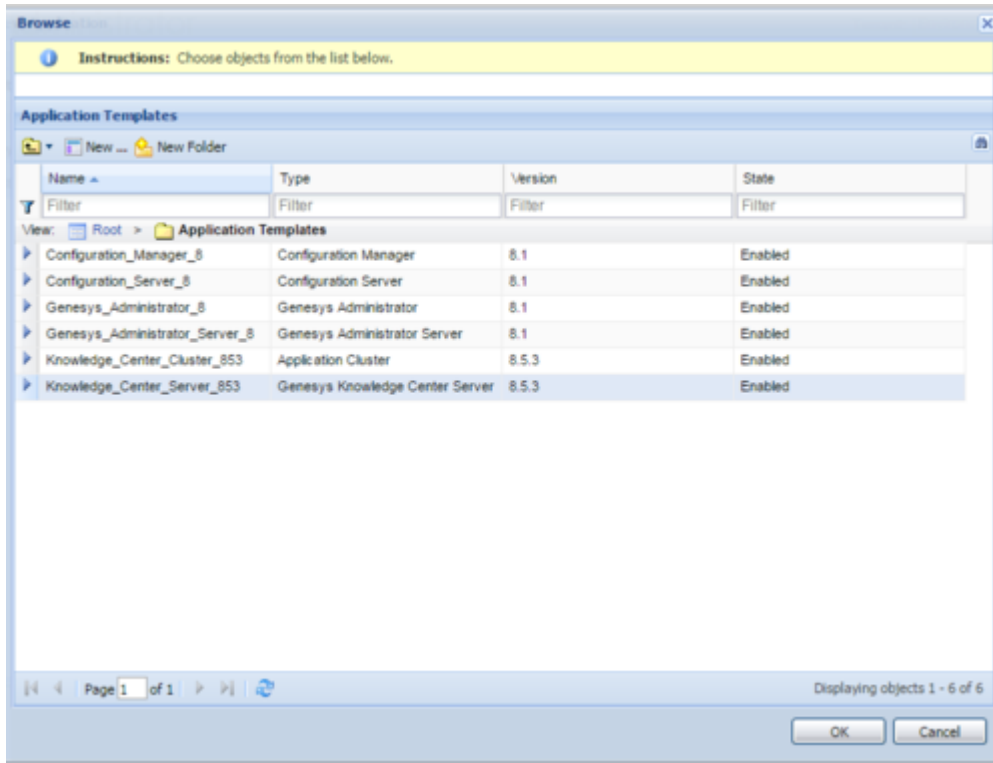 Browse
Instructions: Choose objects from the list below.
Application Templates
New ... New Folder
Name Type Version State
Filter Filter Filter Filter
View: Root > Application Templates
Configuration_Manager_8 Configuration Manager 8.1 Enabled
Configuration_Server_8 Configuration Server 8.1 Enabled
Genesys_Administrator_8 Genesys Administrator 8.1 Enabled
Genesys_Administrator_Server_8 Genesys Administrator Server 8.1 Enabled
Knowledge_Center_Cluster_853 Application Cluster 8.5.3 Enabled
Knowledge_Center_Server_853 Genesys Knowledge Center Server 8.5.3 Enabled
Page 1 of 1 Displaying objects 1 - 6 of 6
OK Cancel